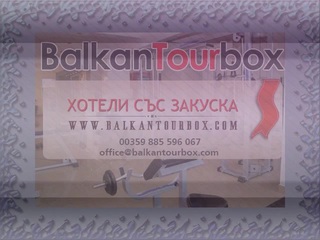 BalkanTourbox
ХОТЕЛИ СЪС ЗАКУСКА
WWW.BALKANTOURBOX.COM
00359 885 596 067
office@balkantourbox.com